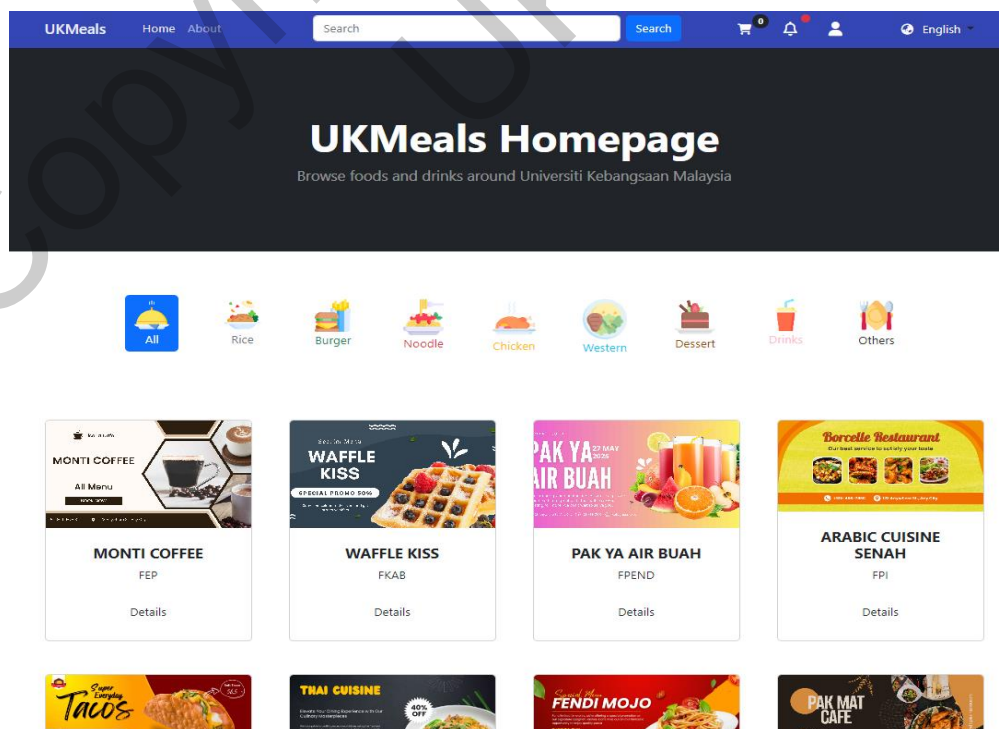 UKMeals Home About Search Search 0 English
UKMeals Homepage
Browse foods and drinks around Universiti Kebangsaan Malaysia
All Rice Burger Noodle Chicken Western Dessert Drinks Others
MONTI COFFEE
All Menu
WAFFLE
KISS
SPECIAL PROMO 50%
PAK YA 27 MAY
AIR BUAH
Borcelle Restaurant
Our best service to satisfy your taste
MONTI COFFEE
FEP
Details
WAFFLE KISS
FKAB
Details
PAK YA AIR BUAH
FPEND
Details
ARABIC CUISINE
SENAH
FPI
Details
Super
Everyday
Tacos
THAI CUISINE
40%
OFF
Special Menu
FENDI MOJO
PAK MAT
CAFE
Copy